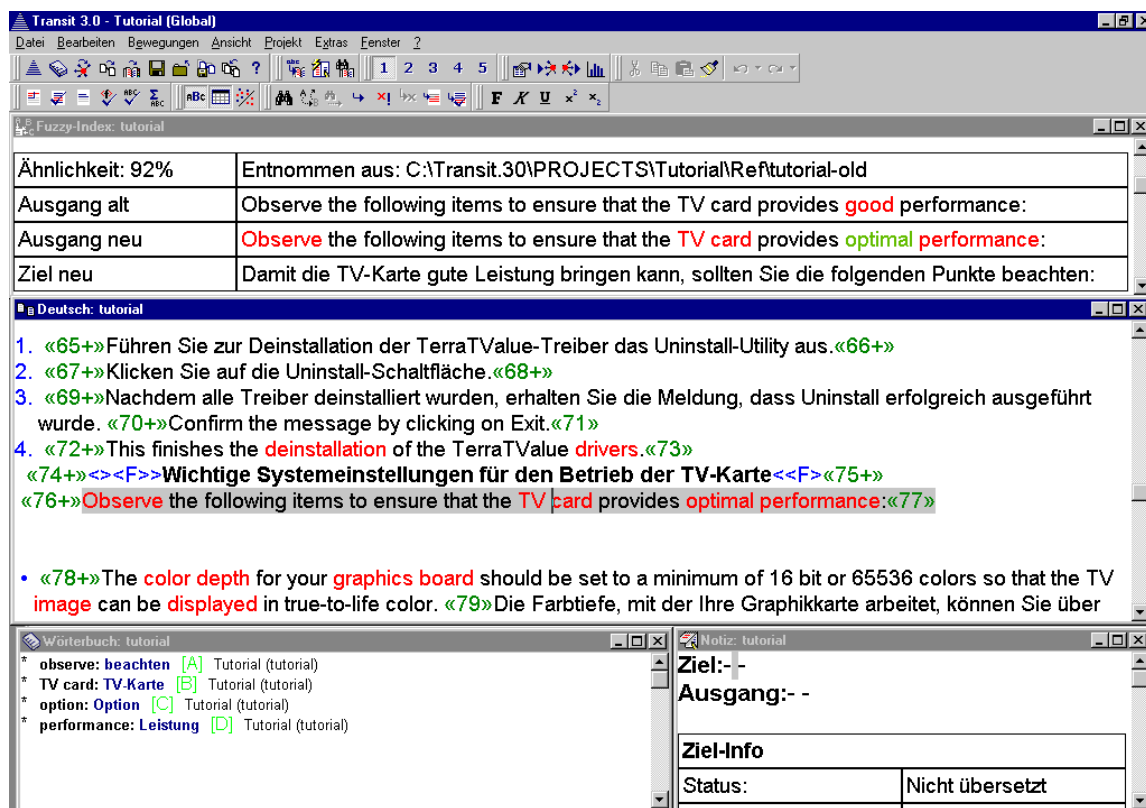 Transit 3.0 - Tutorial (Global)
Datei Bearbeiten Bewegungen Ansicht Projekt Extras Fenster ?
1 2 3 4 5
ABC
aBc F K U x² x₂
Fuzzy-Index: tutorial
Ähnlichkeit: 92% Entnommen aus: C:\Transit.30\PROJECTS\Tutorial\Ref\tutorial-old
Ausgang alt Observe the following items to ensure that the TV card provides good performance:
Ausgang neu Observe the following items to ensure that the TV card provides optimal performance:
Ziel neu Damit die TV-Karte gute Leistung bringen kann, sollten Sie die folgenden Punkte beachten:
Deutsch: tutorial
1. «65+»Führen Sie zur Deinstallation der TerraTValue-Treiber das Uninstall-Utility aus.«66+»
2. «67+»Klicken Sie auf die Uninstall-Schaltfläche.«68+»
3. «69+»Nachdem alle Treiber deinstalliert wurden, erhalten Sie die Meldung, dass Uninstall erfolgreich ausgeführt
wurde. «70+»Confirm the message by clicking on Exit.«71»
4. «72+»This finishes the deinstallation of the TerraTValue drivers.«73»
«74+»<><F>>Wichtige Systemeinstellungen für den Betrieb der TV-Karte<<F>«75+»
«76+»Observe the following items to ensure that the TV card provides optimal performance:«77»
• «78+»The color depth for your graphics board should be set to a minimum of 16 bit or 65536 colors so that the TV
image can be displayed in true-to-life color. «79»Die Farbtiefe, mit der Ihre Graphikkarte arbeitet, können Sie über
Wörterbuch: tutorial
* observe: beachten [A] Tutorial (tutorial)
* TV card: TV-Karte [B] Tutorial (tutorial)
* option: Option [C] Tutorial (tutorial)
* performance: Leistung [D] Tutorial (tutorial)
Notiz: tutorial
Ziel:- -
Ausgang:- -
Ziel-Info
Status: Nicht übersetzt